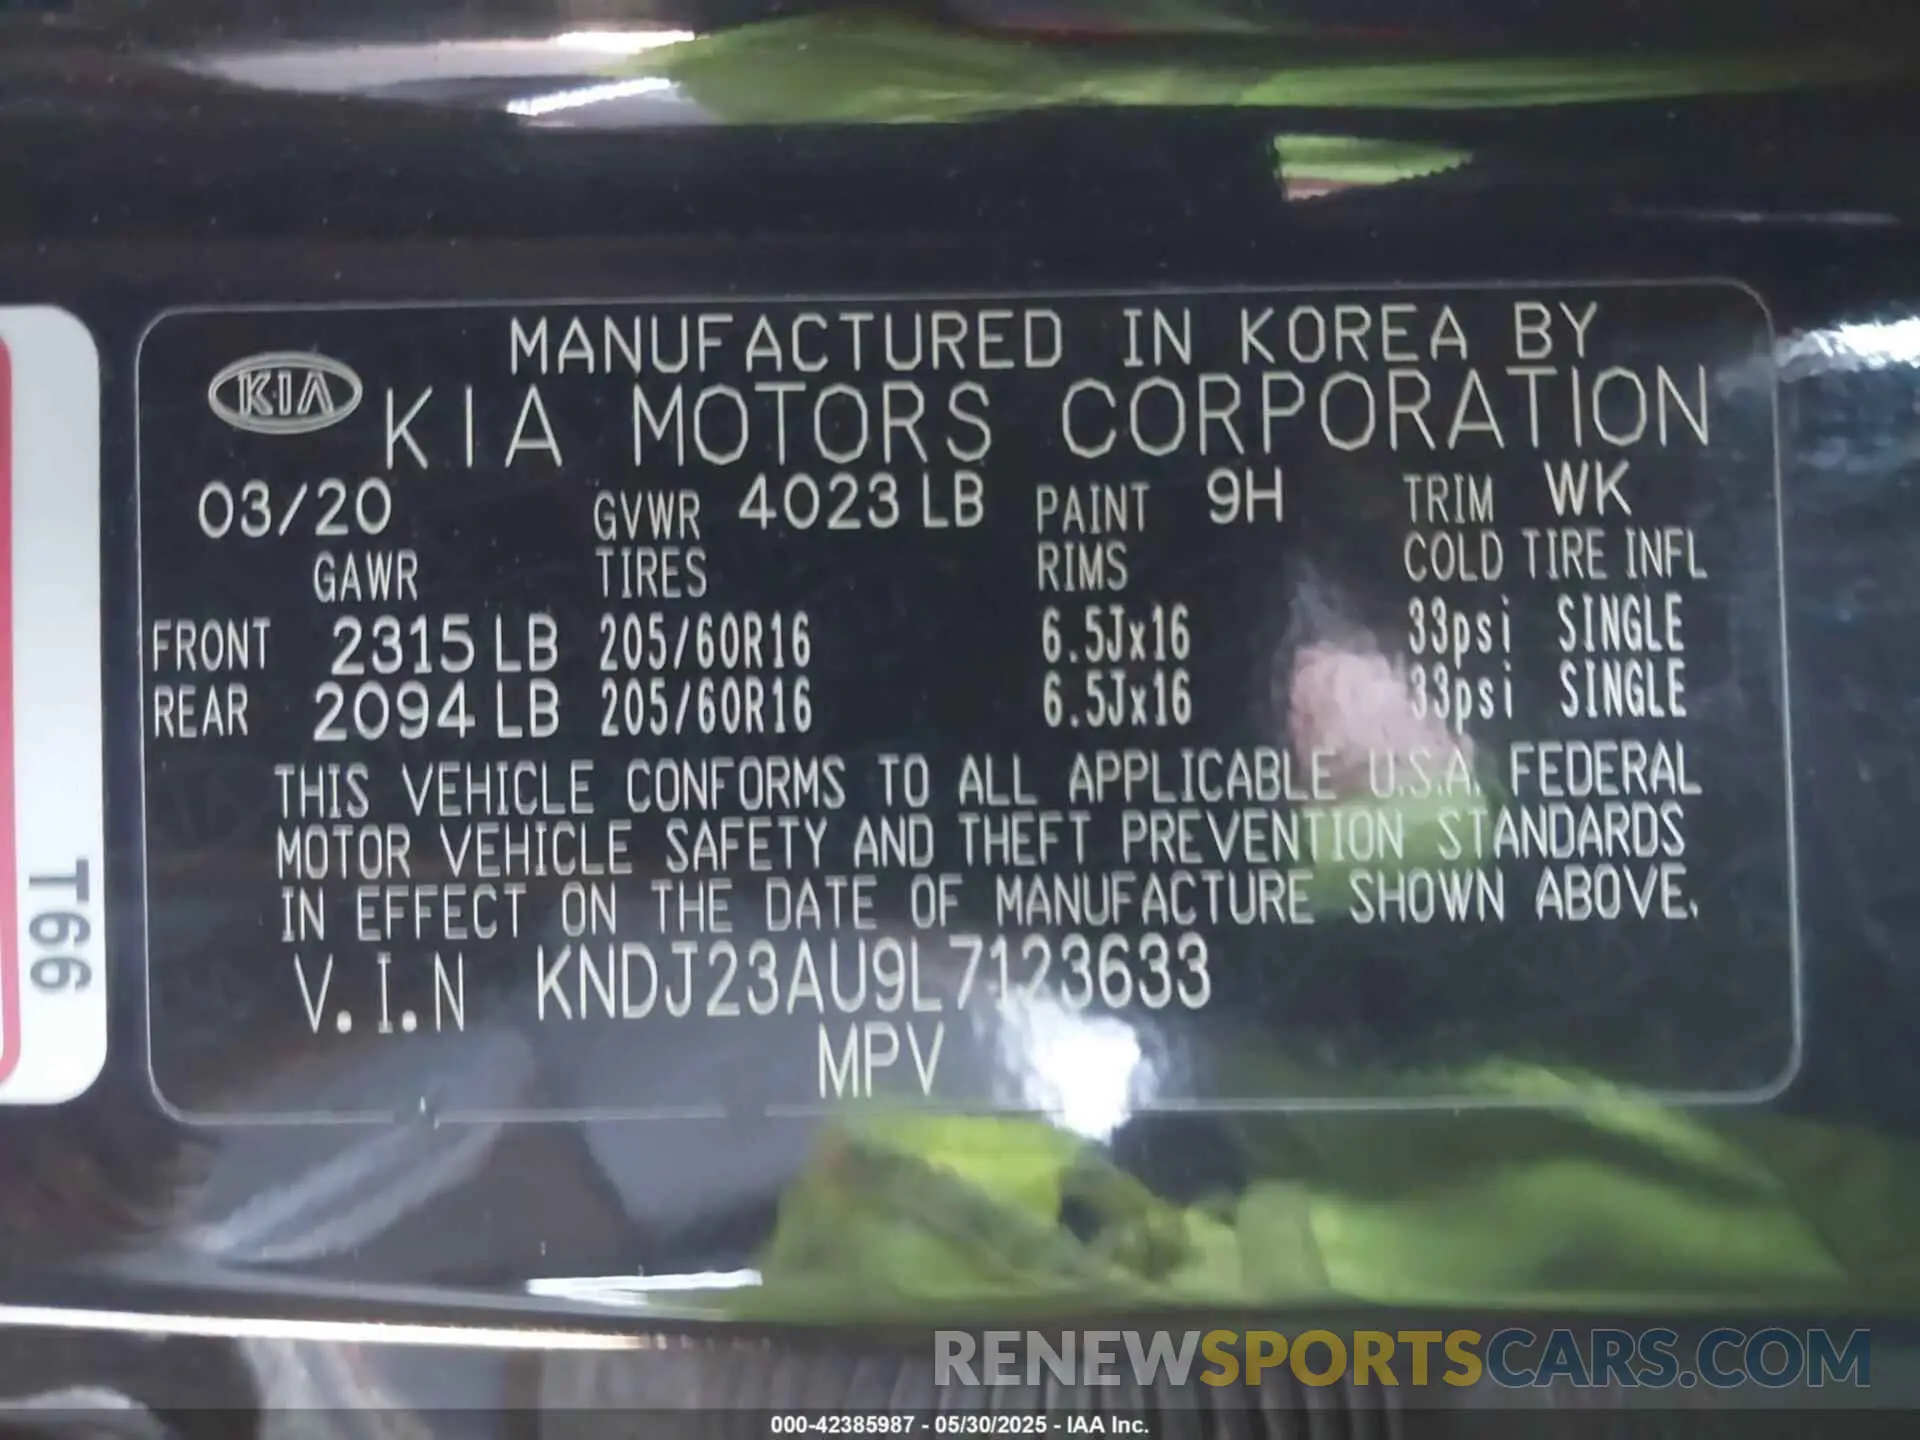 MANUFACTURED IN KOREA BY
KIA KIA MOTORS CORPORATION
03/20 GVWR 4023 LB PAINT 9H TRIM WK
GAWR TIRES RIMS COLD TIRE INFL
FRONT 2315 LB 205/60R16 6.5Jx16 33psi SINGLE
REAR 2094 LB 205/60R16 6.5Jx16 33psi SINGLE
THIS VEHICLE CONFORMS TO ALL APPLICABLE U.S.A. FEDERAL
MOTOR VEHICLE SAFETY AND THEFT PREVENTION STANDARDS
IN EFFECT ON THE DATE OF MANUFACTURE SHOWN ABOVE.
V.I.N KNDJ23AU9L7123633
MPV
T66
RENEWSPORTSCARS.COM
000-42385987 - 05/30/2025 - IAA Inc.